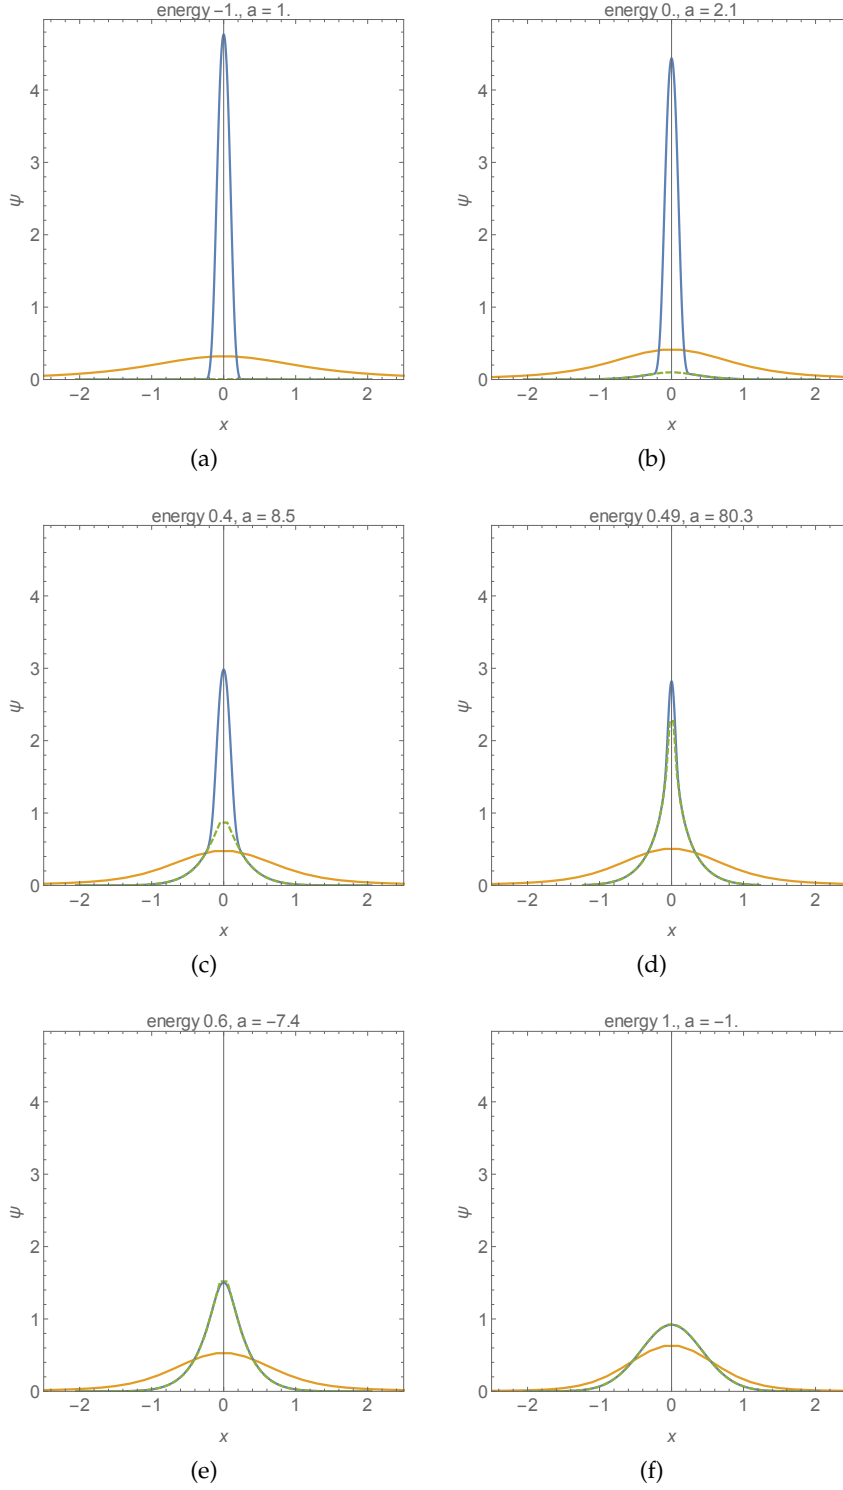 energy −1., a = 1.
energy 0., a = 2.1
4
3
2
1
0
ψ
−2 −1 0 1 2
x
4
3
2
1
0
ψ
−2 −1 0 1 2
x
(a)
(b)
energy 0.4, a = 8.5
energy 0.49, a = 80.3
4
3
2
1
0
ψ
−2 −1 0 1 2
x
4
3
2
1
0
ψ
−2 −1 0 1 2
x
(c)
(d)
energy 0.6, a = −7.4
energy 1., a = −1.
4
3
2
1
0
ψ
−2 −1 0 1 2
x
4
3
2
1
0
ψ
−2 −1 0 1 2
x
(e)
(f)